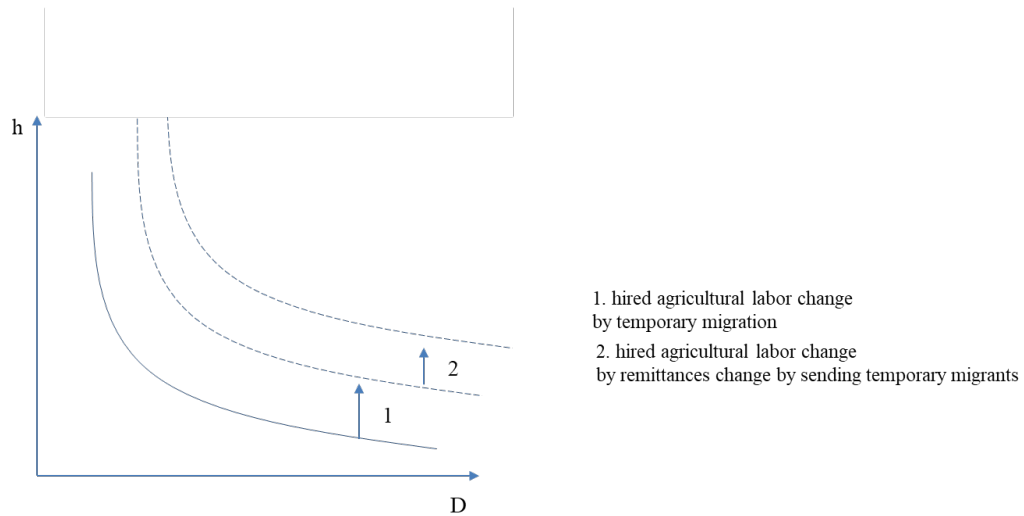 h
1. hired agricultural labor change
by temporary migration
2. hired agricultural labor change
by remittances change by sending temporary migrants
2
1
D